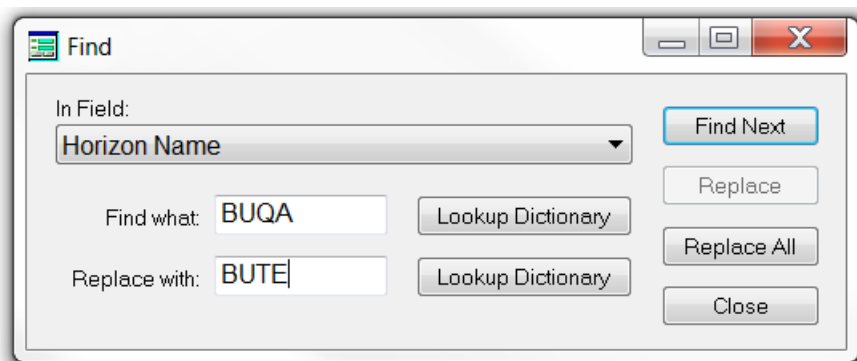 Find
In Field:
Horizon Name
Find Next
Replace
Find what: BUQA Lookup Dictionary
Replace All
Replace with: BUTE Lookup Dictionary
Close